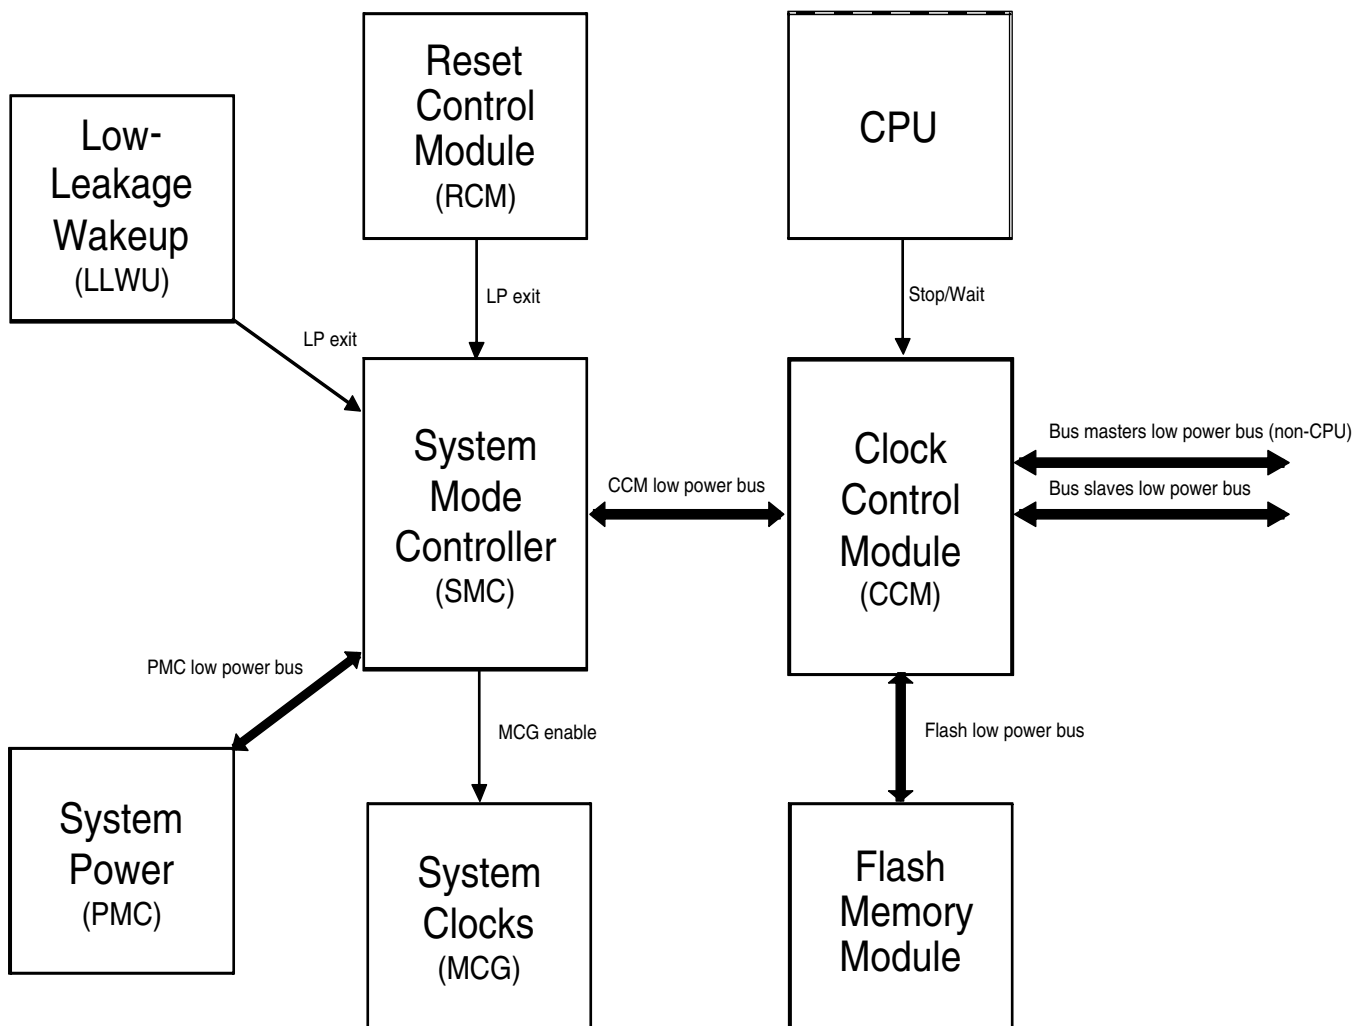 Reset
Control
Module
(RCM)
CPU
Low-
Leakage
Wakeup
(LLWU)
LP exit
Stop/Wait
LP exit
System
Mode
Controller
(SMC)
CCM low power bus
Clock
Control
Module
(CCM)
Bus masters low power bus (non-CPU)
Bus slaves low power bus
PMC low power bus
MCG enable
Flash low power bus
System
Power
(PMC)
System
Clocks
(MCG)
Flash
Memory
Module